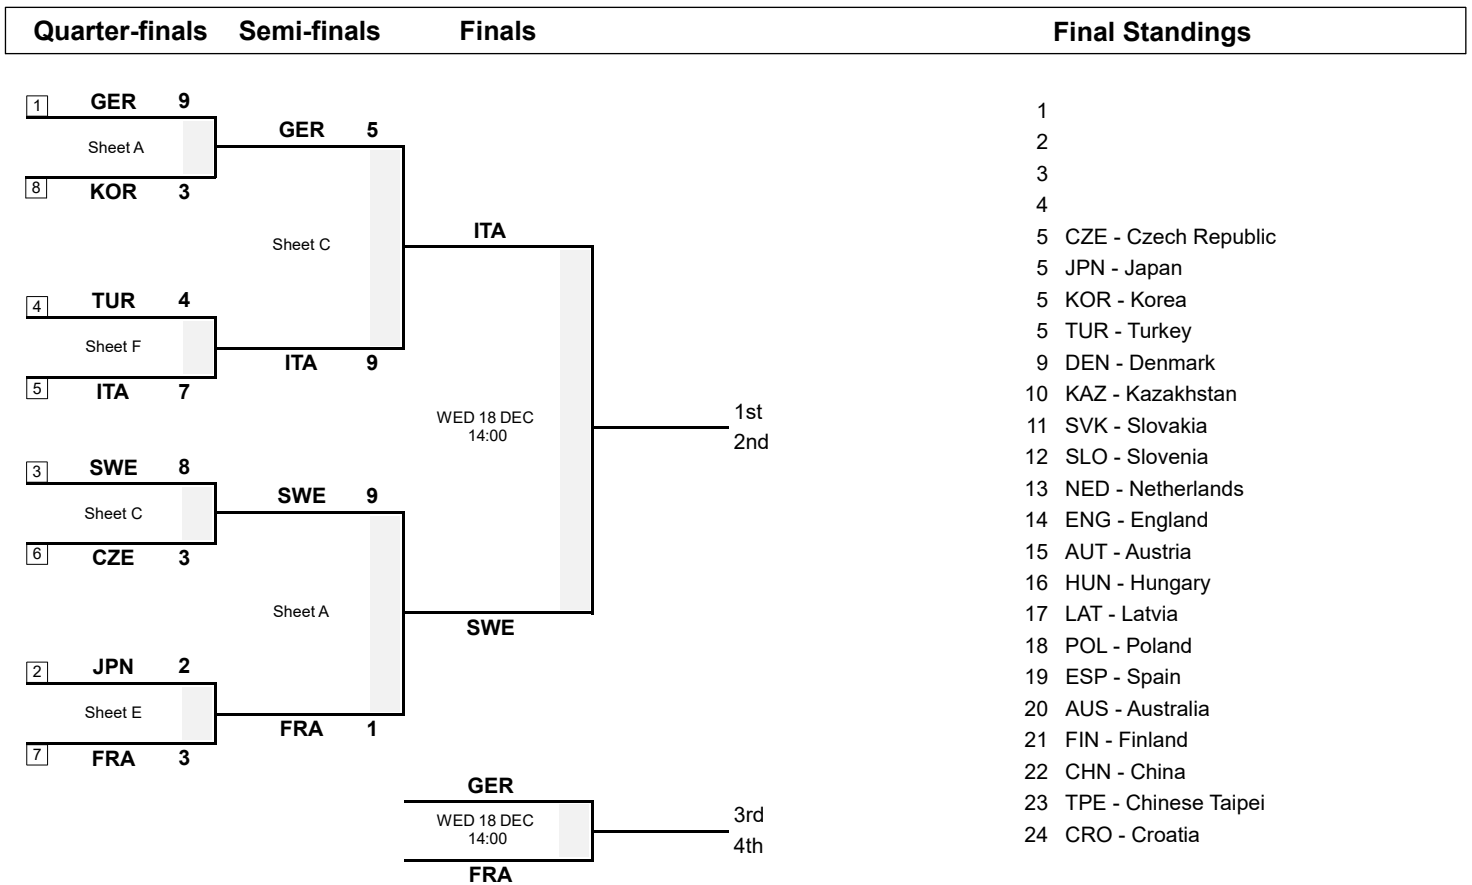 Quarter-finals Semi-finals Finals Final Standings
1 GER 9
Sheet A
8 KOR 3
GER 5
Sheet C
ITA 9
4 TUR 4
Sheet F
5 ITA 7
3 SWE 8
Sheet C
6 CZE 3
SWE 9
Sheet A
FRA 1
2 JPN 2
Sheet E
7 FRA 3
ITA
WED 18 DEC
14:00
SWE
1st
2nd
GER
WED 18 DEC
14:00
FRA
3rd
4th
1
2
3
4
5 CZE - Czech Republic
5 JPN - Japan
5 KOR - Korea
5 TUR - Turkey
9 DEN - Denmark
10 KAZ - Kazakhstan
11 SVK - Slovakia
12 SLO - Slovenia
13 NED - Netherlands
14 ENG - England
15 AUT - Austria
16 HUN - Hungary
17 LAT - Latvia
18 POL - Poland
19 ESP - Spain
20 AUS - Australia
21 FIN - Finland
22 CHN - China
23 TPE - Chinese Taipei
24 CRO - Croatia